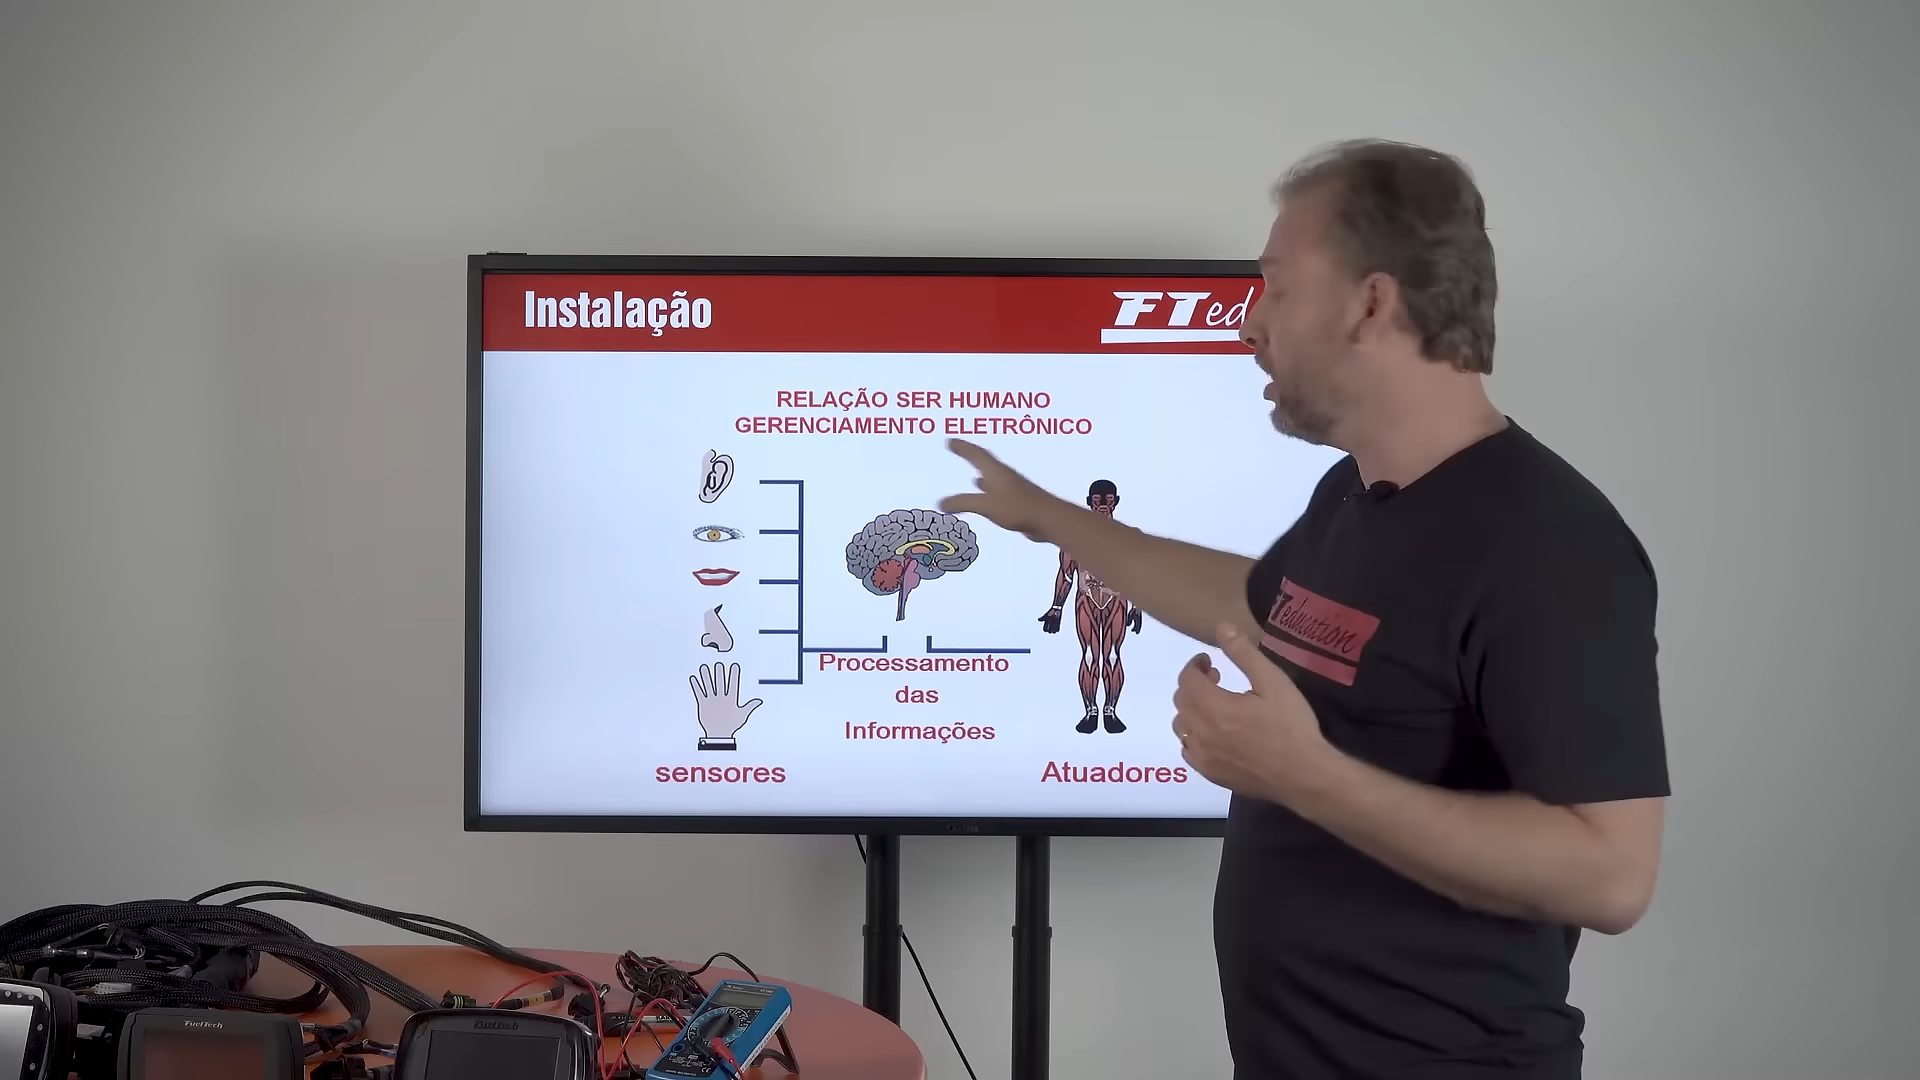 Instalação
FTed
RELAÇÃO SER HUMANO
GERENCIAMENTO ELETRÔNICO
Processamento
das
Informações
sensores
Atuadores
FTeducation
FuelTech
FuelTech